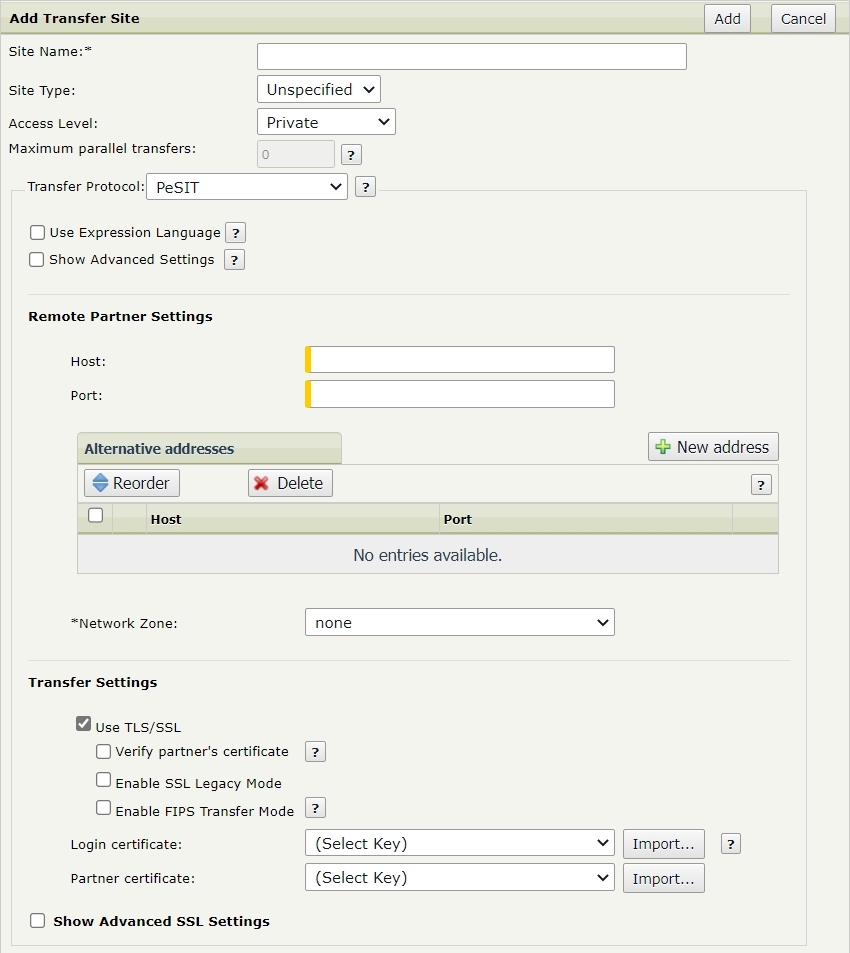 Add Transfer Site Add Cancel
Site Name:*
Site Type: Unspecified
Access Level: Private
Maximum parallel transfers: 0 ?
Transfer Protocol: PeSIT ?
Use Expression Language ?
Show Advanced Settings ?
Remote Partner Settings
Host:
Port:
Alternative addresses New address
Reorder Delete ?
Host Port
No entries available.
*Network Zone: none
Transfer Settings
Use TLS/SSL
Verify partner's certificate ?
Enable SSL Legacy Mode
Enable FIPS Transfer Mode ?
Login certificate: (Select Key) Import... ?
Partner certificate: (Select Key) Import...
Show Advanced SSL Settings